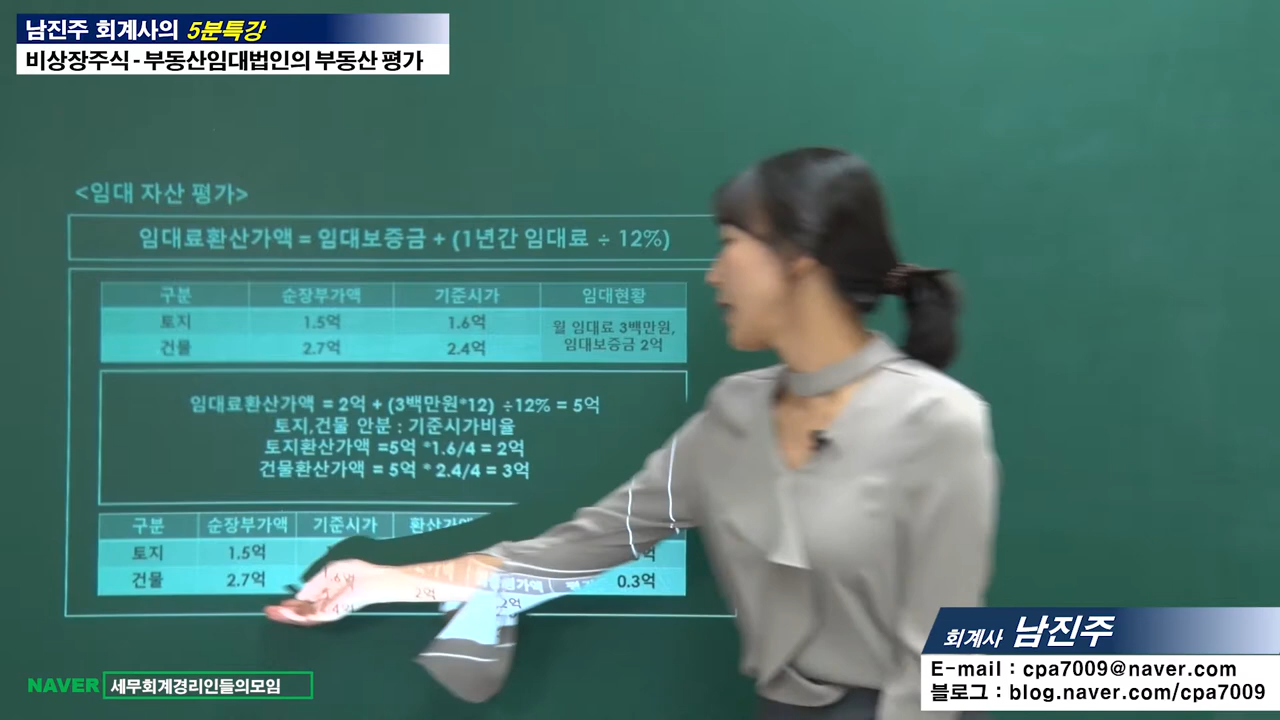 남진주 회계사의 5분특강
비상장주식 - 부동산임대법인의 부동산 평가
<임대 자산 평가>
임대료환산가액 = 임대보증금 + (1년간 임대료 ÷ 12%)
구분 순장부가액 기준시가 임대현황
토지 1.5억 1.6억 월 임대료 3백만원,
건물 2.7억 2.4억 임대보증금 2억
임대료환산가액 = 2억 + (3백만원*12) ÷12% = 5억
토지,건물 안분 : 기준시가비율
토지환산가액 =5억 *1.6/4 = 2억
건물환산가액 = 5억 * 2.4/4 = 3억
구분 순장부가액 기준시가
토지 1.5억 1.6억 2억
건물 2.7억 0.3억
회계사 남진주
E-mail : cpa7009@naver.com
블로그 : blog.naver.com/cpa7009
NAVER 세무회계경리인들의모임